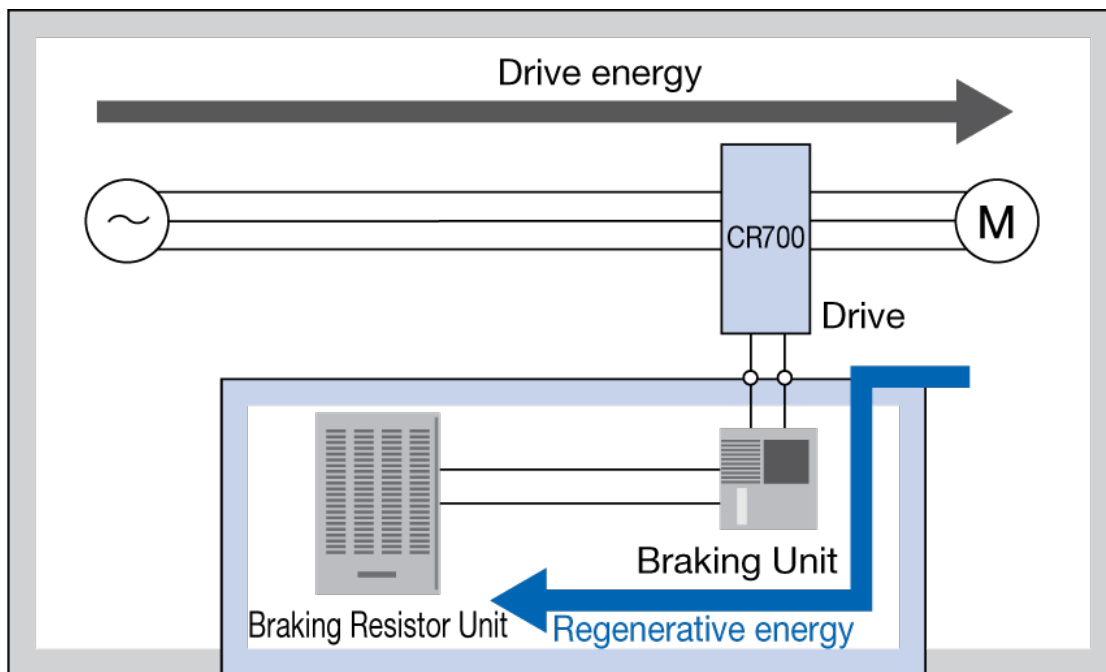 Drive energy
~
CR700
M
Drive
Braking Unit
Braking Resistor Unit
Regenerative energy